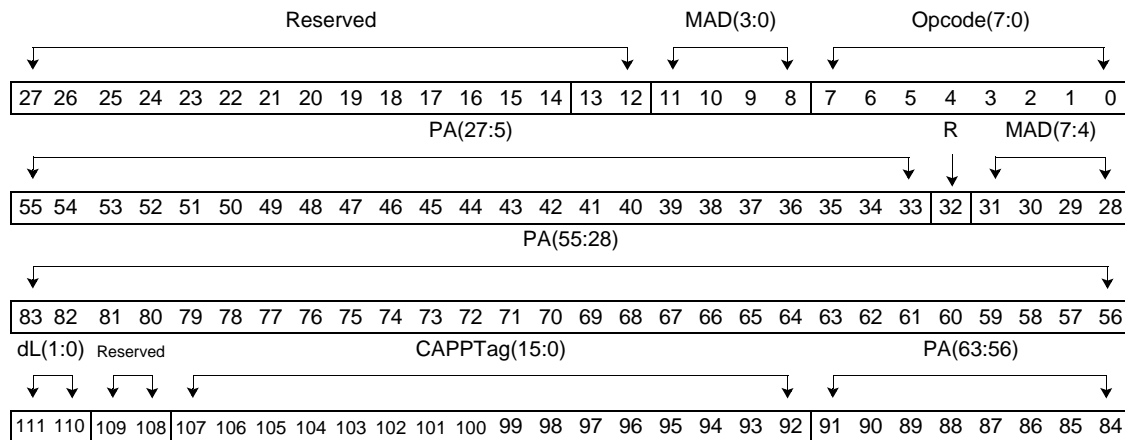 Reserved MAD(3:0) Opcode(7:0)
27 26 25 24 23 22 21 20 19 18 17 16 15 14 13 12 11 10 9 8 7 6 5 4 3 2 1 0
PA(27:5) R MAD(7:4)
55 54 53 52 51 50 49 48 47 46 45 44 43 42 41 40 39 38 37 36 35 34 33 32 31 30 29 28
PA(55:28)
83 82 81 80 79 78 77 76 75 74 73 72 71 70 69 68 67 66 65 64 63 62 61 60 59 58 57 56
dL(1:0) Reserved CAPPTag(15:0) PA(63:56)
111 110 109 108 107 106 105 104 103 102 101 100 99 98 97 96 95 94 93 92 91 90 89 88 87 86 85 84